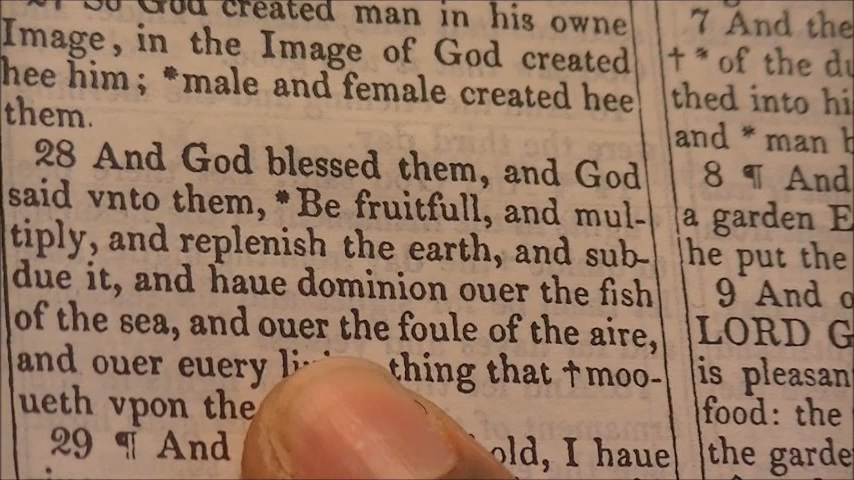 27 So God created man in his owne
Image, in the Image of God created
hee him; *male and female created hee
them.
28 And God blessed them, and God
said vnto them, *Be fruitfull, and mul-
tiply, and replenish the earth, and sub-
due it, and haue dominion ouer the fish
of the sea, and ouer the foule of the aire,
and ouer euery thing that †moo-
ueth vpon the
29 ¶ And I haue
7 And the
† * of the
into
and * man
8 ¶ And
a garden
he put the
9 And
LORD
is
food: the
the